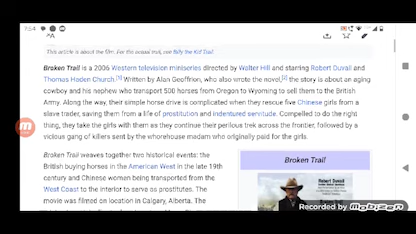 7:54
This article is about the film. For the actual trail, see Billy the Kid Trail.
Broken Trail is a 2006 Western television miniseries directed by Walter Hill and starring Robert Duvall and
Thomas Haden Church.[1] Written by Alan Geoffrion, who also wrote the novel,[2] the story is about an aging
cowboy and his nephew who transport 500 horses from Oregon to Wyoming to sell them to the British
Army. Along the way, their simple horse drive is complicated when they rescue five Chinese girls from a
slave trader, saving them from a life of prostitution and indentured servitude. Compelled to do the right
thing, they take the girls with them as they continue their perilous trek across the frontier, followed by a
vicious gang of killers sent by the whorehouse madam who originally paid for the girls.
Broken Trail weaves together two historical events: the
British buying horses in the American West in the late 19th
century and Chinese women being transported from the
West Coast to the interior to serve as prostitutes. The
movie was filmed on location in Calgary, Alberta. The
Broken Trail
Robert Duvall
Recorded by Mobizen